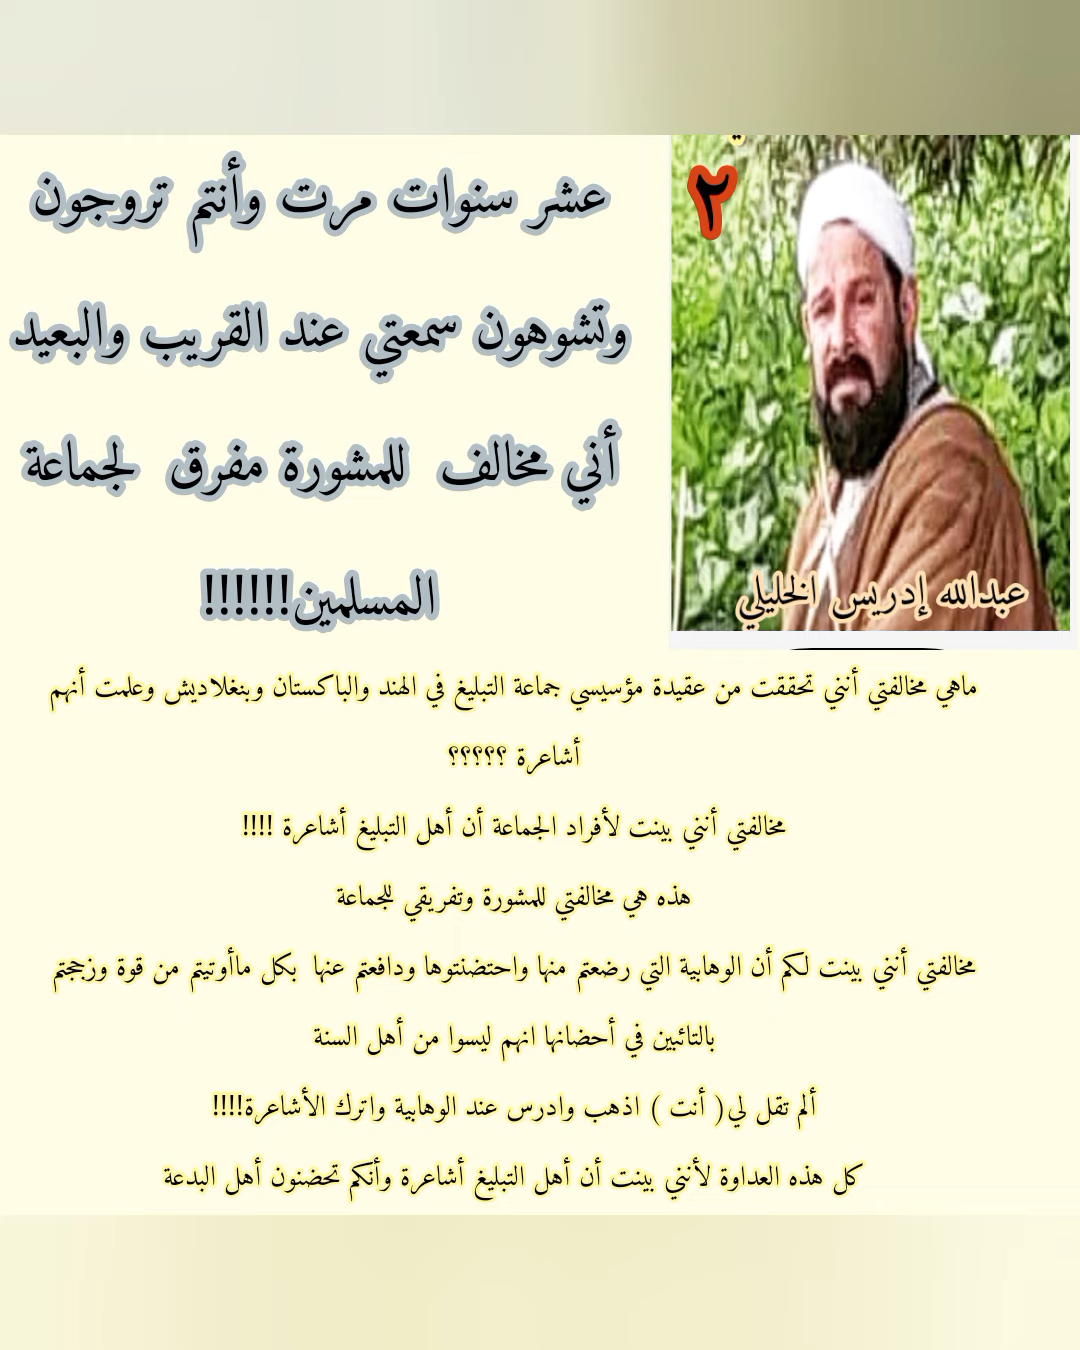 عشر سنوات مرت وأنتم تروجون
وتشوهون سمعتي عند القريب والبعيد
أني مخالف للمشورة مفرق لجماعة
المسلمين!!!!!!
٢
عبدالله إدريس الخليلي
ماهي مخالفتي أنني تحققت من عقيدة مؤسيسي جماعة التبليغ في الهند والباكستان وبنغلاديش وعلمت أنهم
أشاعرة ؟؟؟؟؟
مخالفتي أنني بينت لأفراد الجماعة أن أهل التبليغ أشاعرة !!!!
هذه هي مخالفتي للمشورة وتفريقي للجماعة
مخالفتي أنني بينت لكم أن الوهابية التي رضعتم منها واحتضنتوها ودافعتم عنها بكل ماأوتيتم من قوة وزججتم
بالتائبين في أحضانها انهم ليسوا من أهل السنة
ألم تقل لي( أنت ) اذهب وادرس عند الوهابية واترك الأشاعرة!!!!
كل هذه العداوة لأنني بينت أن أهل التبليغ أشاعرة وأنكم تحضنون أهل البدعة